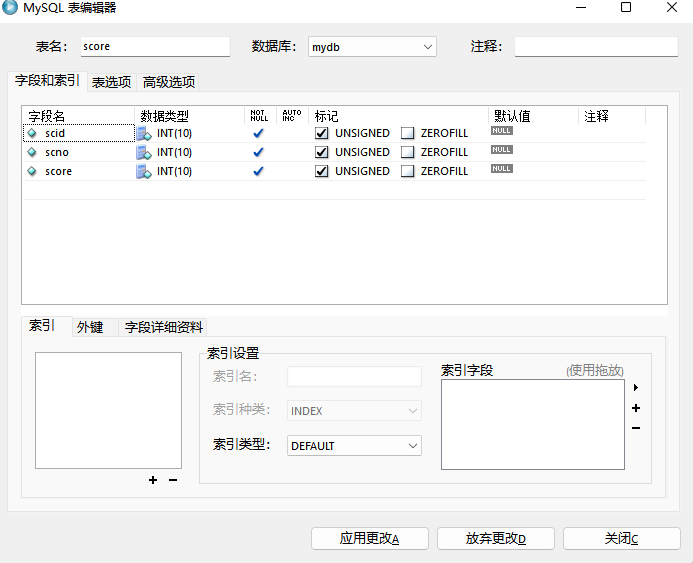 MySQL 表编辑器
表名： score 数据库： mydb 注释：
字段和索引 表选项 高级选项
字段名 数据类型 NOT NULL AUTO INC 标记 默认值 注释
scid INT(10) UNSIGNED ZEROFILL NULL
scno INT(10) UNSIGNED ZEROFILL NULL
score INT(10) UNSIGNED ZEROFILL NULL
索引 外键 字段详细资料
索引设置
索引名： 索引字段 (使用拖放)
索引种类： INDEX
索引类型： DEFAULT
应用更改A 放弃更改D 关闭C